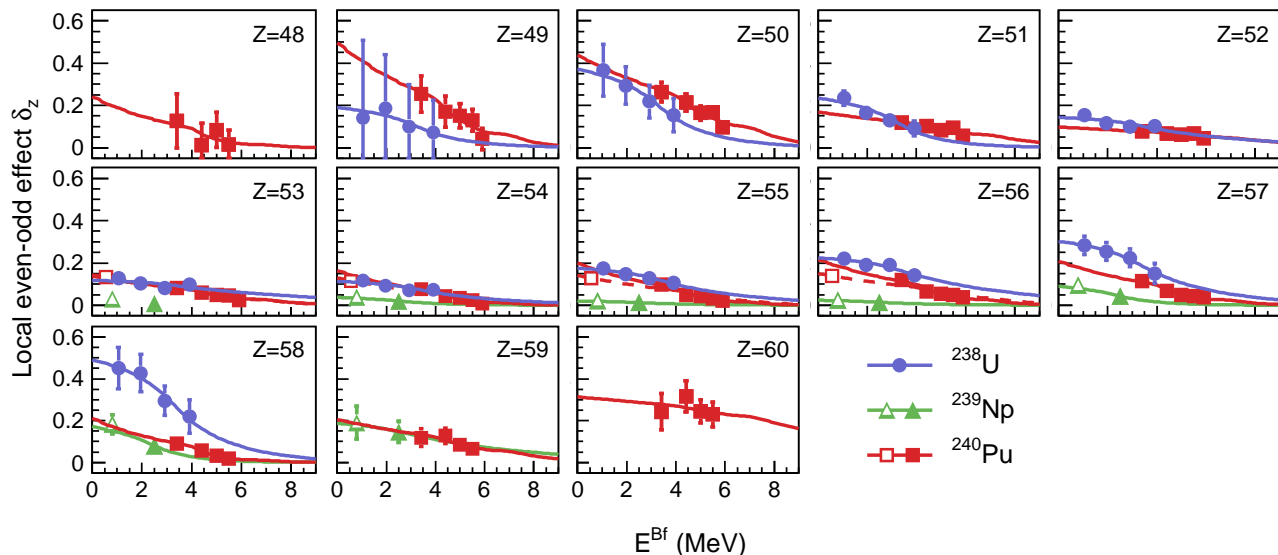 Local even-odd effect δz
0.6
0.4
0.2
0
Z=48
Z=49
Z=50
Z=51
Z=52
0.6
0.4
0.2
0
Z=53
Z=54
Z=55
Z=56
Z=57
0.6
0.4
0.2
0
Z=58
Z=59
Z=60
0 2 4 6 8
0 2 4 6 8
0 2 4 6 8
²³⁸U
²³⁹Np
²⁴⁰Pu
E^Bf (MeV)